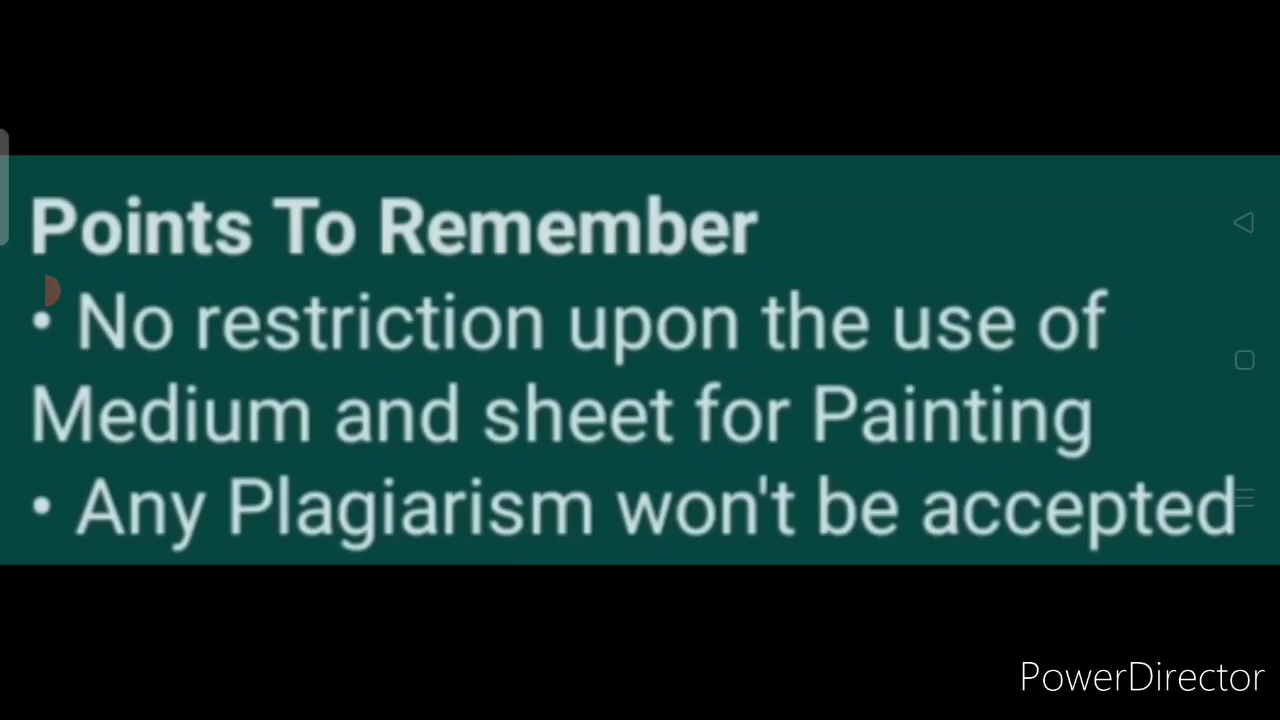 Points To Remember
• No restriction upon the use of
Medium and sheet for Painting
• Any Plagiarism won't be accepted
PowerDirector